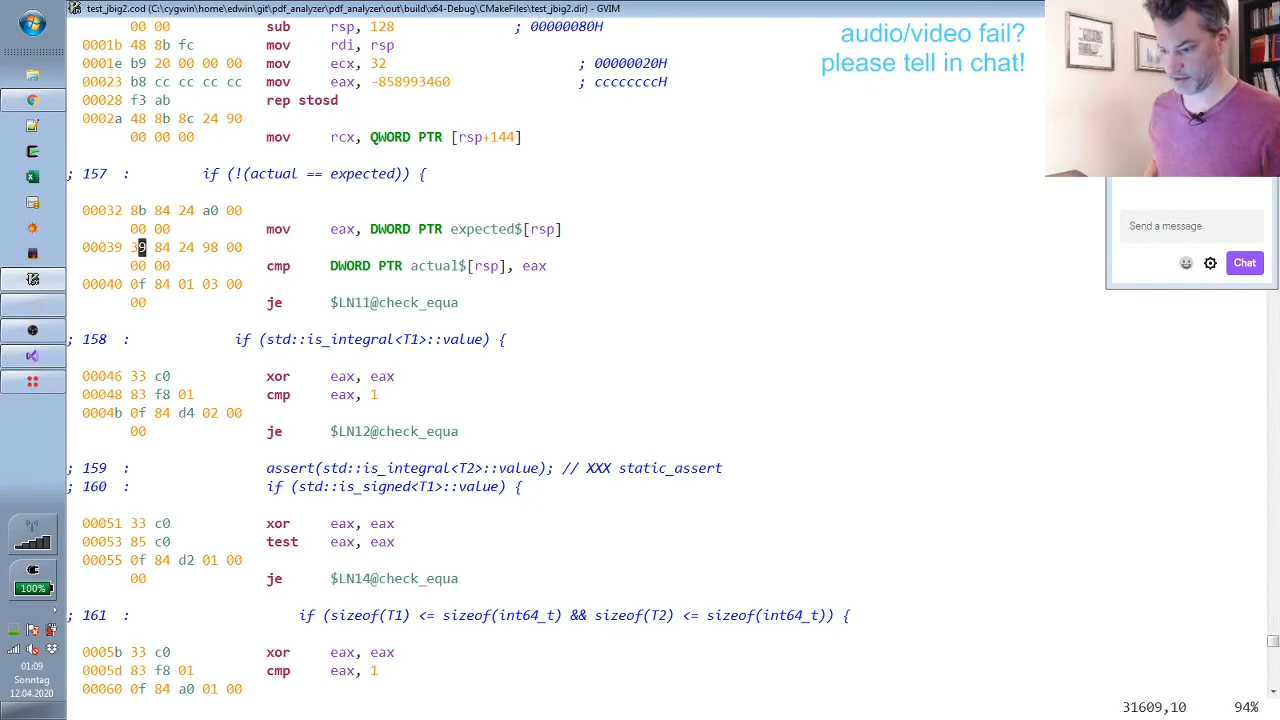 test_jbig2.cod (C:\cygwin\home\edwin\git\pdf_analyzer\pdf_analyzer\out\build\x64-Debug\CMakeFiles\test_jbig2.dir) - GVIM
00 00 sub rsp, 128 ; 00000080H
0001b 48 8b fc mov rdi, rsp
0001e b9 20 00 00 00 mov ecx, 32 ; 00000020H
00023 b8 cc cc cc cc mov eax, -858993460 ; ccccccccH
00028 f3 ab rep stosd
0002a 48 8b 8c 24 90
00 00 00 mov rcx, QWORD PTR [rsp+144]
; 157 : if (!(actual == expected)) {
00032 8b 84 24 a0 00
00 00 mov eax, DWORD PTR expected$[rsp]
00039 39 84 24 98 00
00 00 cmp DWORD PTR actual$[rsp], eax
00040 0f 84 01 03 00
00 je $LN11@check_equa
; 158 : if (std::is_integral<T1>::value) {
00046 33 c0 xor eax, eax
00048 83 f8 01 cmp eax, 1
0004b 0f 84 d4 02 00
00 je $LN12@check_equa
; 159 : assert(std::is_integral<T2>::value); // XXX static_assert
; 160 : if (std::is_signed<T1>::value) {
00051 33 c0 xor eax, eax
00053 85 c0 test eax, eax
00055 0f 84 d2 01 00
00 je $LN14@check_equa
; 161 : if (sizeof(T1) <= sizeof(int64_t) && sizeof(T2) <= sizeof(int64_t)) {
0005b 33 c0 xor eax, eax
0005d 83 f8 01 cmp eax, 1
00060 0f 84 a0 01 00
31609,10 94%
audio/video fail?
please tell in chat!
Send a message
Chat
100%
01:09
Sonntag
12.04.2020